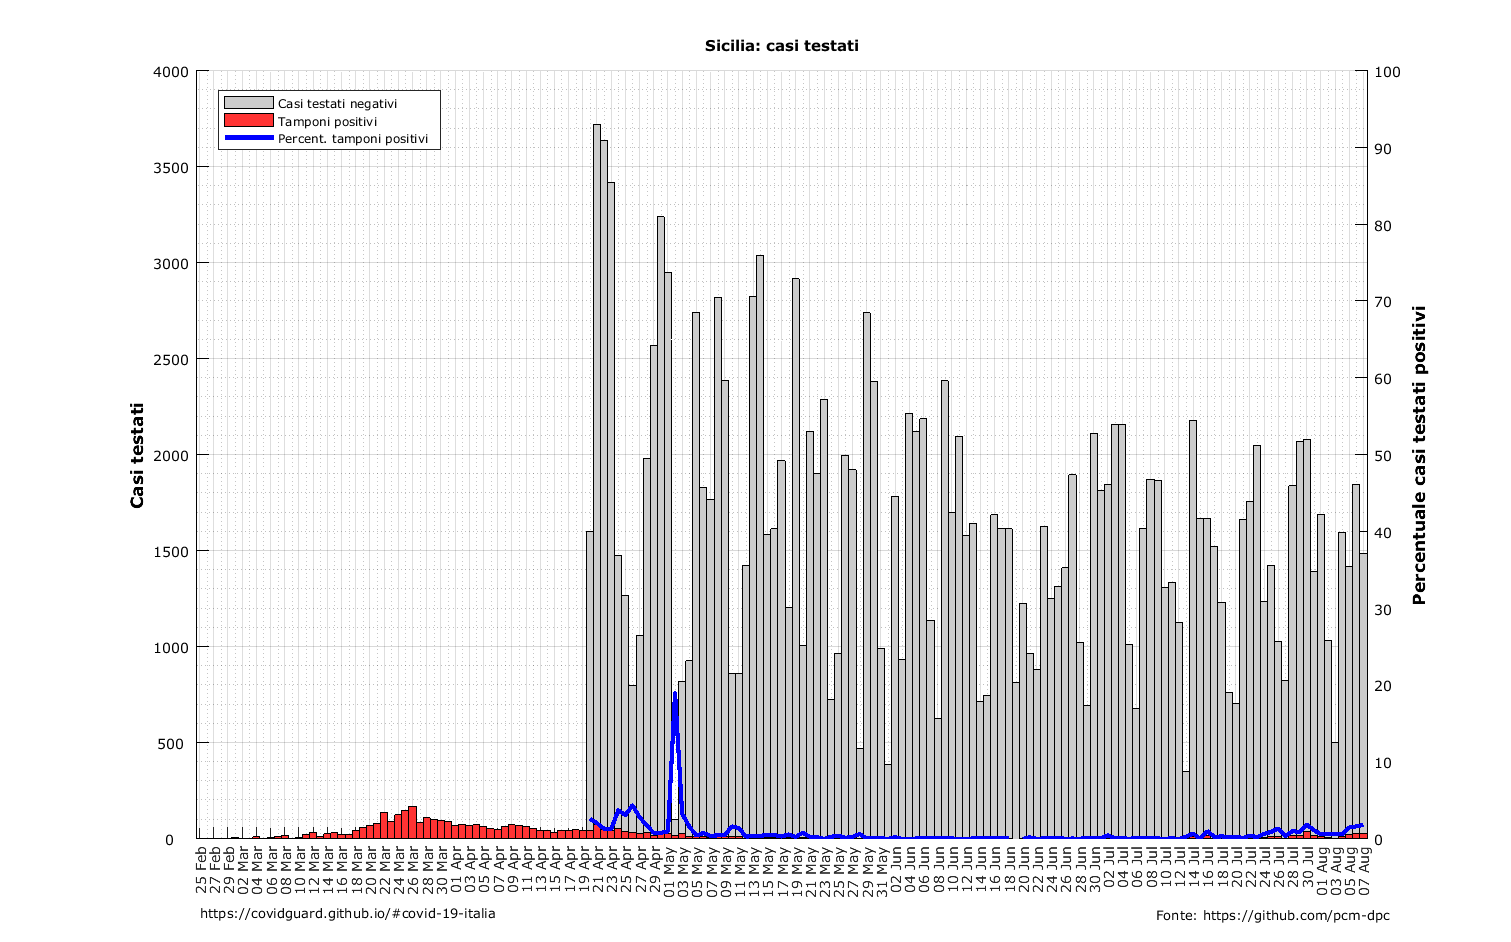 Sicilia: casi testati
Casi testati negativi
Tamponi positivi
Percent. tamponi positivi
Casi testati
4000
3500
3000
2500
2000
1500
1000
500
0
100
90
80
70
60
50
40
30
20
10
0
Percentuale casi testati positivi
25 Feb
27 Feb
29 Feb
02 Mar
04 Mar
06 Mar
08 Mar
10 Mar
12 Mar
14 Mar
16 Mar
18 Mar
20 Mar
22 Mar
24 Mar
26 Mar
28 Mar
30 Mar
01 Apr
03 Apr
05 Apr
07 Apr
09 Apr
11 Apr
13 Apr
15 Apr
17 Apr
19 Apr
21 Apr
23 Apr
25 Apr
27 Apr
29 Apr
01 May
03 May
05 May
07 May
09 May
11 May
13 May
15 May
17 May
19 May
21 May
23 May
25 May
27 May
29 May
31 May
02 Jun
04 Jun
06 Jun
08 Jun
10 Jun
12 Jun
14 Jun
16 Jun
18 Jun
20 Jun
22 Jun
24 Jun
26 Jun
28 Jun
30 Jun
02 Jul
04 Jul
06 Jul
08 Jul
10 Jul
12 Jul
14 Jul
16 Jul
18 Jul
20 Jul
22 Jul
24 Jul
26 Jul
28 Jul
30 Jul
01 Aug
03 Aug
05 Aug
07 Aug
https://covidguard.github.io/#covid-19-italia
Fonte: https://github.com/pcm-dpc